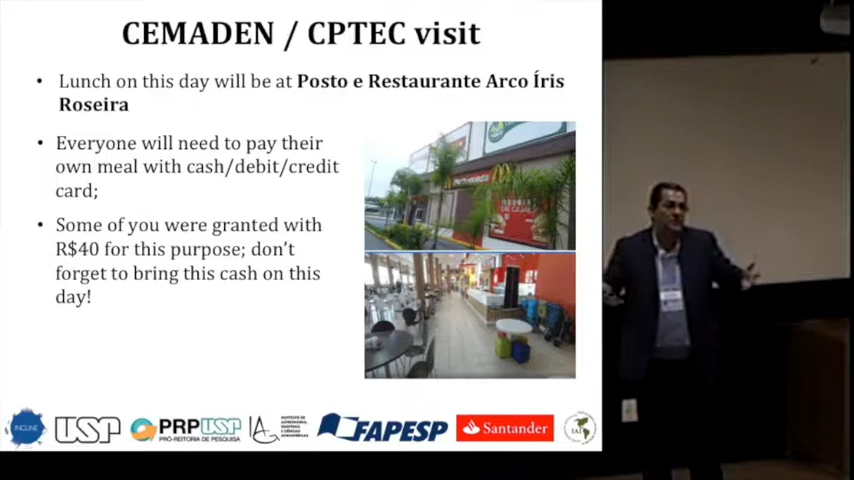 CEMADEN / CPTEC visit
• Lunch on this day will be at Posto e Restaurante Arco Íris
Roseira
• Everyone will need to pay their
own meal with cash/debit/credit
card;
• Some of you were granted with
R$40 for this purpose; don't
forget to bring this cash on this
day!
INCLINE
USP
PRPUSP
PRÓ-REITORIA DE PESQUISA
IAG
INSTITUTO DE
ASTRONOMIA,
GEOFÍSICA
E CIÊNCIAS
ATMOSFÉRICAS
FAPESP
Santander
IAI